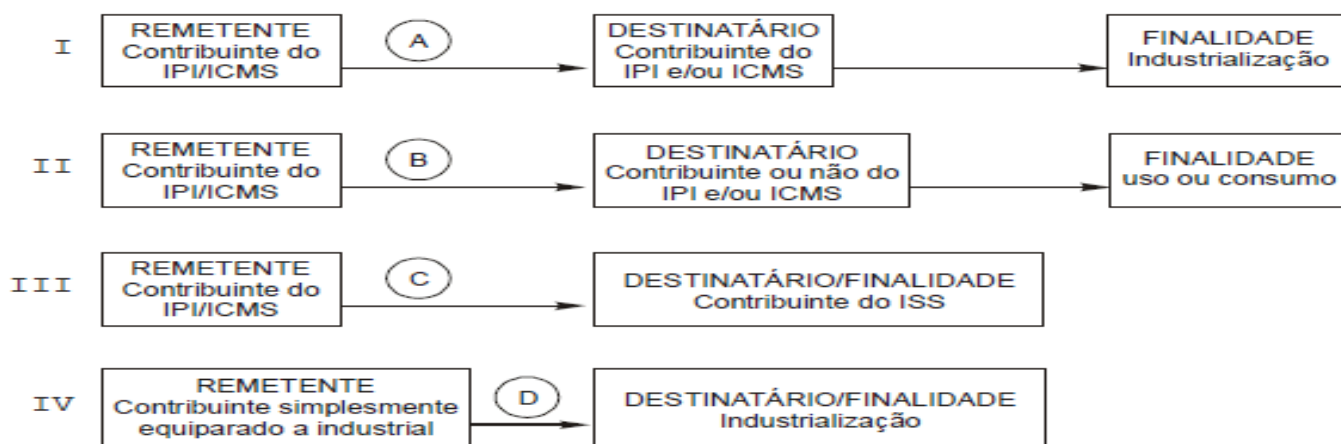 I
REMETENTE
Contribuinte do
IPI/ICMS
A
DESTINATÁRIO
Contribuinte do
IPI e/ou ICMS
FINALIDADE
Industrialização
II
REMETENTE
Contribuinte do
IPI/ICMS
B
DESTINATÁRIO
Contribuinte ou não do
IPI e/ou ICMS
FINALIDADE
uso ou consumo
III
REMETENTE
Contribuinte do
IPI/ICMS
C
DESTINATÁRIO/FINALIDADE
Contribuinte do ISS
IV
REMETENTE
Contribuinte simplesmente
equiparado a industrial
D
DESTINATÁRIO/FINALIDADE
Industrialização